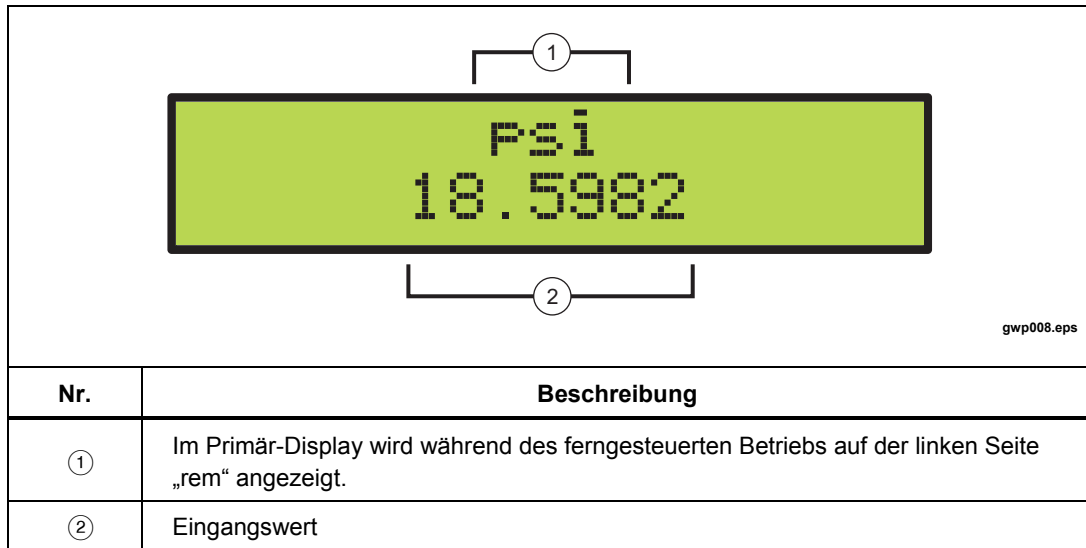 ①
psi
18.5982
②
gwp008.eps
Nr. Beschreibung
① Im Primär-Display wird während des ferngesteuerten Betriebs auf der linken Seite
„rem“ angezeigt.
② Eingangswert